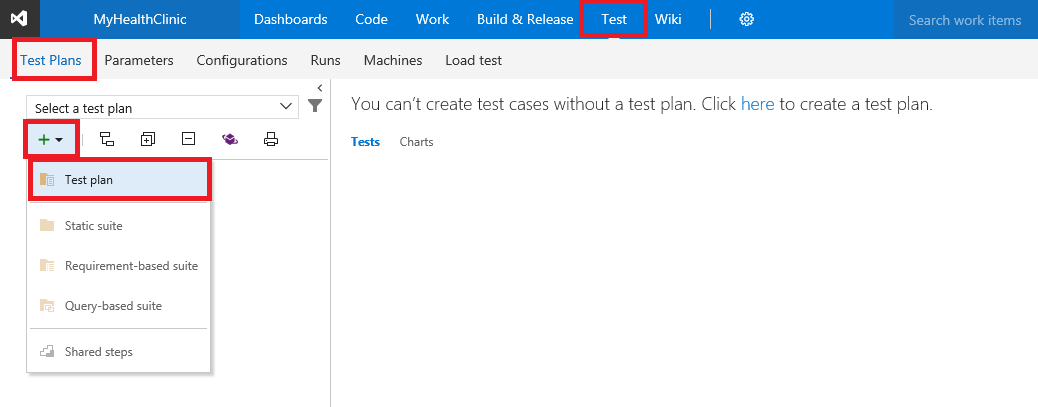 MyHealthClinic Dashboards Code Work Build & Release Test Wiki Search work items
Test Plans Parameters Configurations Runs Machines Load test
Select a test plan
You can’t create test cases without a test plan. Click here to create a test plan.
Tests Charts
Test plan
Static suite
Requirement-based suite
Query-based suite
Shared steps